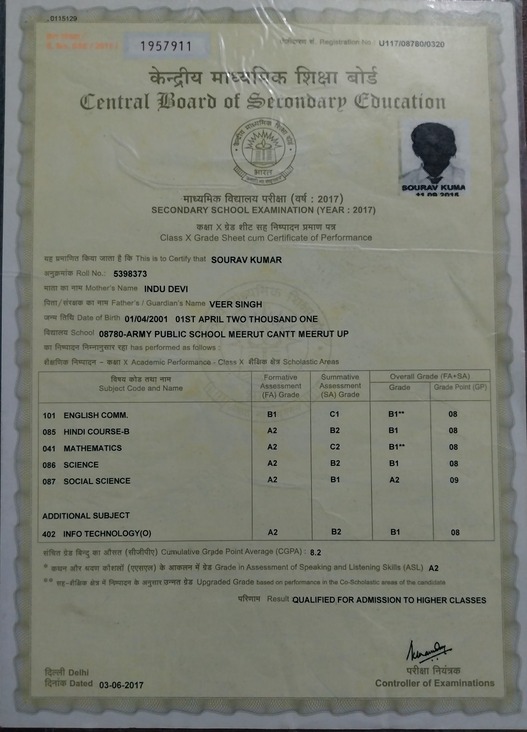 0115129
1957911
Registration No : U117/08780/0320
केन्द्रीय माध्यमिक शिक्षा बोर्ड
Central Board of Secondary Education
भारत
SOURAV KUMA
11 09 2015
माध्यमिक विद्यालय परीक्षा (वर्ष : 2017)
SECONDARY SCHOOL EXAMINATION (YEAR : 2017)
कक्षा X ग्रेड शीट सह निष्पादन प्रमाण पत्र
Class X Grade Sheet cum Certificate of Performance
यह प्रमाणित किया जाता है कि This is to Certify that SOURAV KUMAR
अनुक्रमांक Roll No.: 5398373
माता का नाम Mother's Name INDU DEVI
पिता/संरक्षक का नाम Father's / Guardian's Name VEER SINGH
जन्म तिथि Date of Birth 01/04/2001 01ST APRIL TWO THOUSAND ONE
विद्यालय School 08780-ARMY PUBLIC SCHOOL MEERUT CANTT MEERUT UP
का निष्पादन निम्नानुसार रहा has performed as follows :
शैक्षणिक निष्पादन – कक्षा X Academic Performance - Class X शैक्षिक क्षेत्र Scholastic Areas
विषय कोड तथा नाम Subject Code and Name Formative Assessment (FA) Grade Summative Assessment (SA) Grade Overall Grade (FA+SA) Grade Grade Point (GP)
101 ENGLISH COMM. B1 C1 B1** 08
085 HINDI COURSE-B A2 B2 B1 08
041 MATHEMATICS A2 C2 B1** 08
086 SCIENCE A2 B2 B1 08
087 SOCIAL SCIENCE A2 B1 A2 09
ADDITIONAL SUBJECT
402 INFO TECHNOLOGY(O) A2 B2 B1 08
संचित ग्रेड बिन्दु का औसत (सीजीपीए) Cumulative Grade Point Average (CGPA) : 8.2
* कथन और श्रवण कौशलों (एएसएल) के आकलन में ग्रेड Grade in Assessment of Speaking and Listening Skills (ASL) A2
** सह-शैक्षिक क्षेत्र में निष्पादन के अनुसार उन्नत ग्रेड Upgraded Grade based on performance in the Co-Scholastic areas of the candidate
परिणाम Result QUALIFIED FOR ADMISSION TO HIGHER CLASSES
दिल्ली Delhi
दिनांक Dated 03-06-2017
परीक्षा नियंत्रक
Controller of Examinations